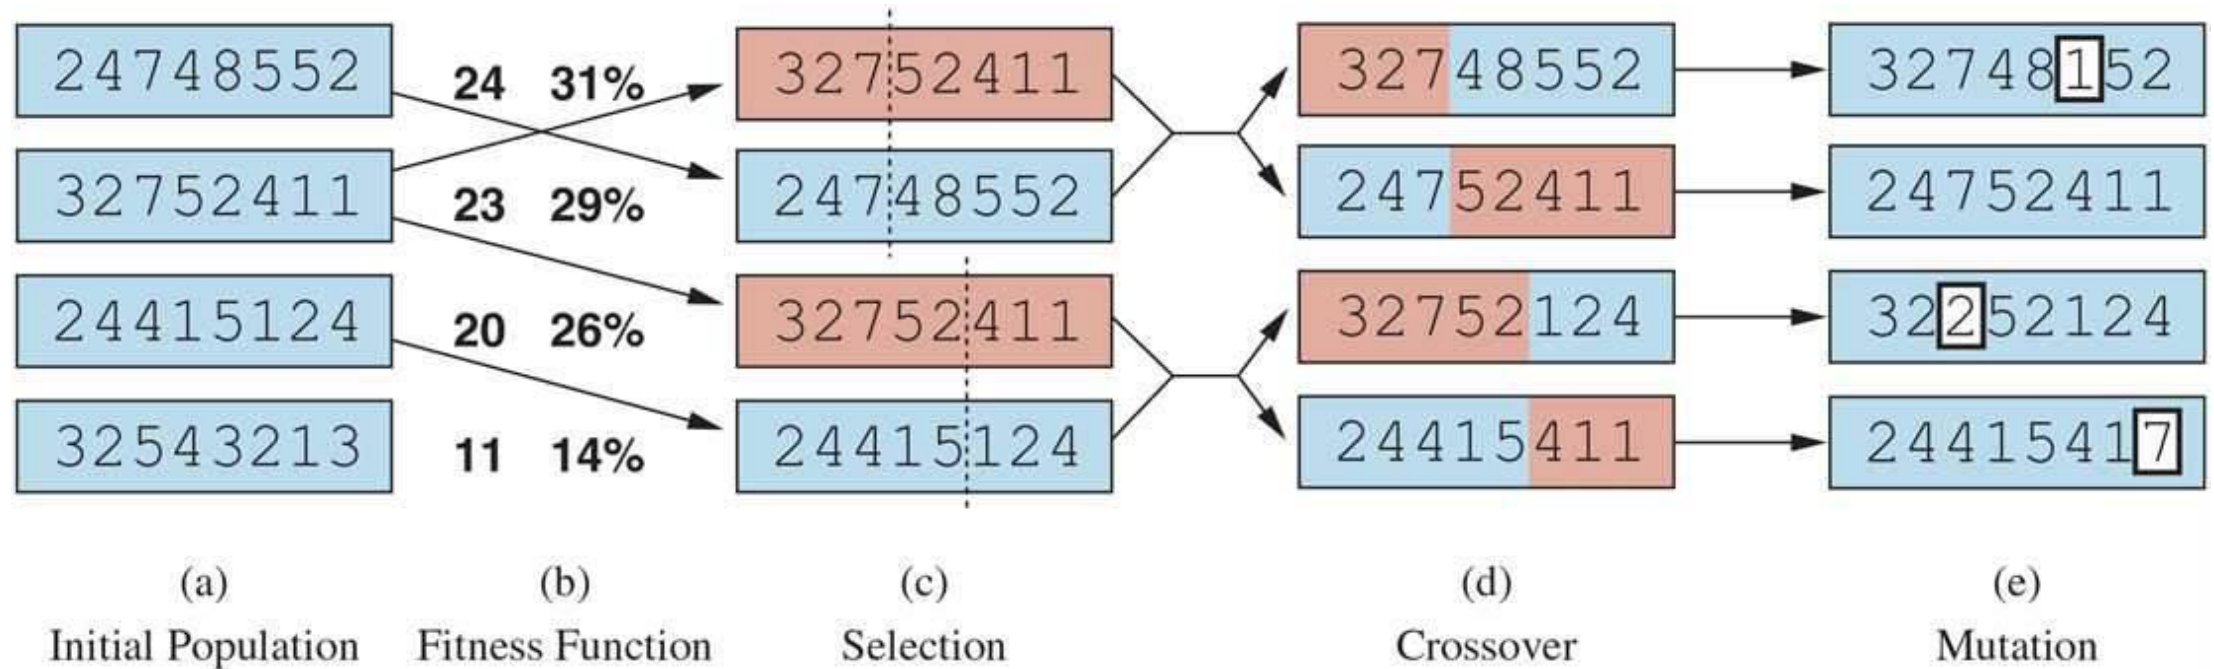 24748552 24 31% 32752411 32748552 32748152
32752411 23 29% 24748552 24752411 24752411
24415124 20 26% 32752411 32752124 32252124
32543213 11 14% 24415124 24415411 24415417
(a) (b) (c) (d) (e)
Initial Population Fitness Function Selection Crossover Mutation